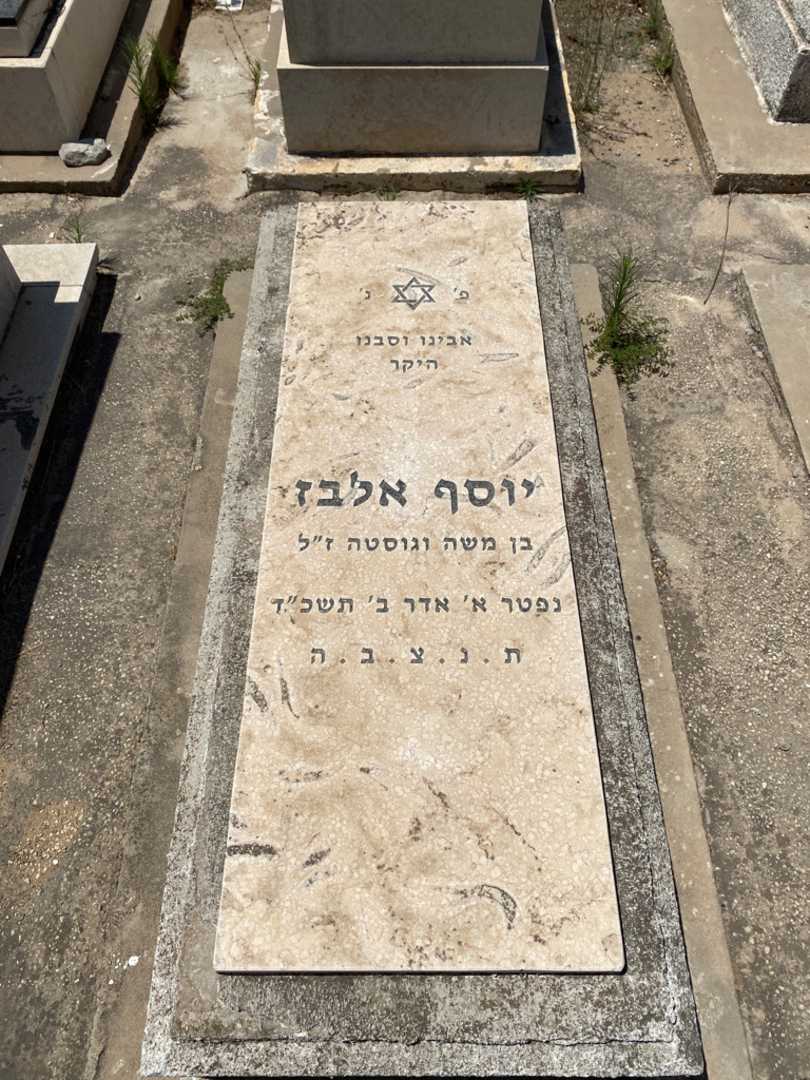 פ׳ נ׳
אבינו וסבנו
היקר
יוסף אלבז
בן משה וגוסטה ז״ל
נפטר א׳ אדר ב׳ תשכ״ד
ת . נ . צ . ב . ה